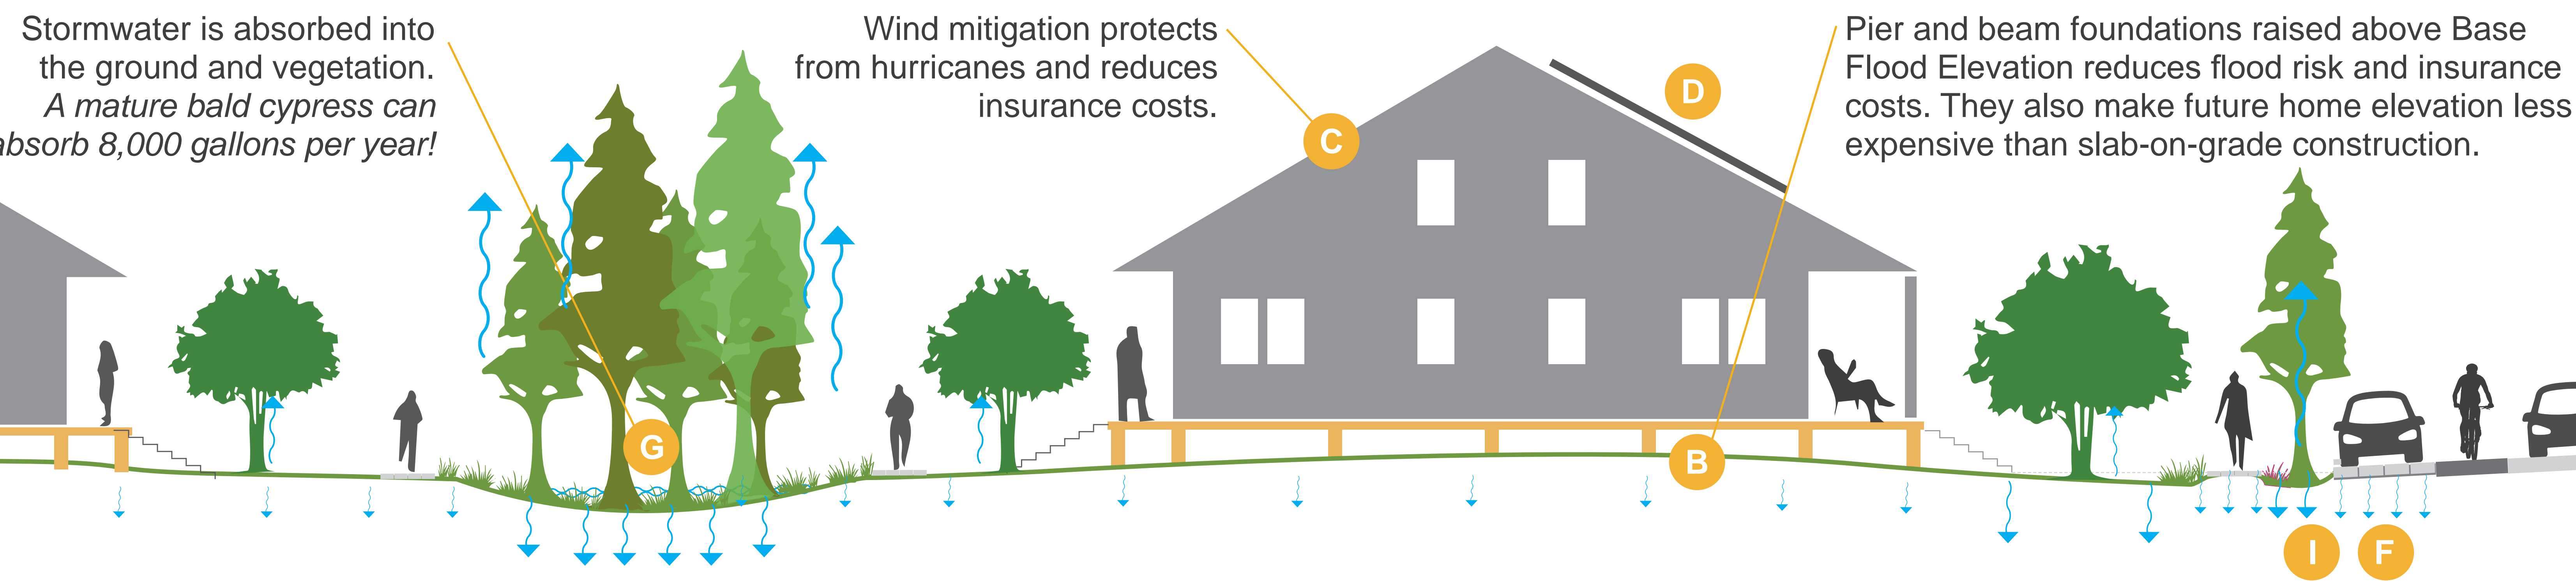 Stormwater is absorbed into
the ground and vegetation.
A mature bald cypress can
absorb 8,000 gallons per year!
Wind mitigation protects
from hurricanes and reduces
insurance costs.
Pier and beam foundations raised above Base
Flood Elevation reduces flood risk and insurance
costs. They also make future home elevation less
expensive than slab-on-grade construction.
D
C
G
B
I
F